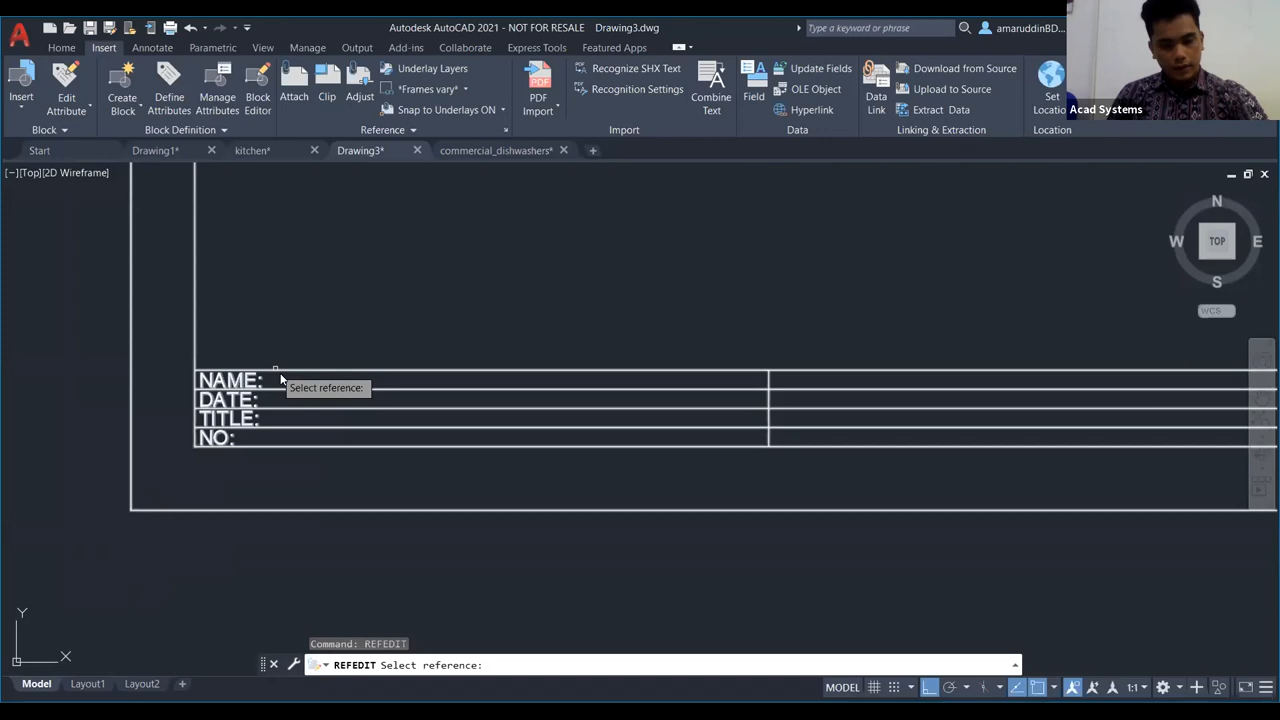 Autodesk AutoCAD 2021 - NOT FOR RESALE Drawing3.dwg
Type a keyword or phrase
amaruddinBD...
Home Insert Annotate Parametric View Manage Output Add-ins Collaborate Express Tools Featured Apps
Insert
Edit Attribute
Create Block
Define Attributes
Manage Attributes
Block Editor
Attach
Clip
Adjust
Underlay Layers
*Frames vary*
Snap to Underlays ON
PDF Import
Recognize SHX Text
Recognition Settings
Combine Text
Field
Update Fields
OLE Object
Hyperlink
Data Link
Download from Source
Upload to Source
Extract Data
Set Location
Acad Systems
Block Block Definition Reference Import Data Linking & Extraction Location
Start Drawing1* kitchen* Drawing3* commercial_dishwashers*
[−][Top][2D Wireframe]
N
W TOP E
S
WCS
NAME:
Select reference:
DATE:
TITLE:
NO:
Y
X
Command: REFEDIT
REFEDIT Select reference:
Model Layout1 Layout2 +
MODEL 1:1